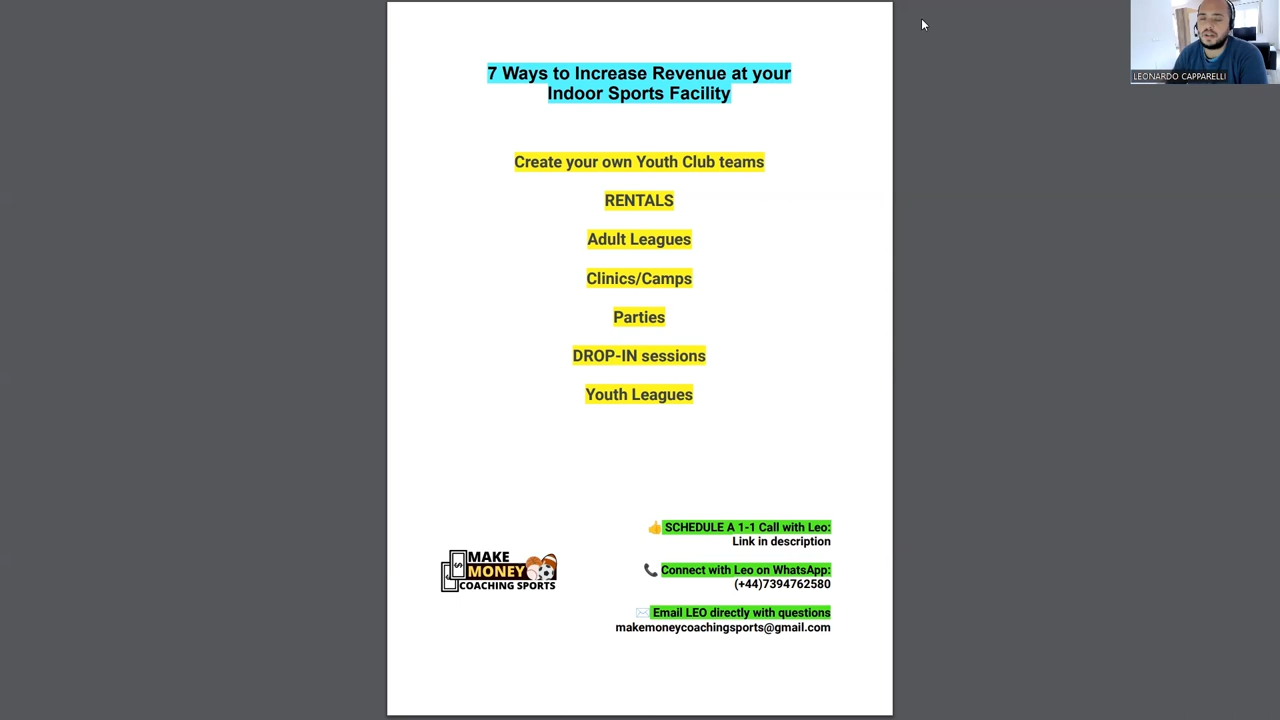 LEONARDO CAPPARELLI
7 Ways to Increase Revenue at your
Indoor Sports Facility
Create your own Youth Club teams
RENTALS
Adult Leagues
Clinics/Camps
Parties
DROP-IN sessions
Youth Leagues
👍 SCHEDULE A 1-1 Call with Leo:
Link in description
📞 Connect with Leo on WhatsApp:
(+44)7394762580
✉️ Email LEO directly with questions
makemoneycoachingsports@gmail.com
MAKE
MONEY
COACHING SPORTS